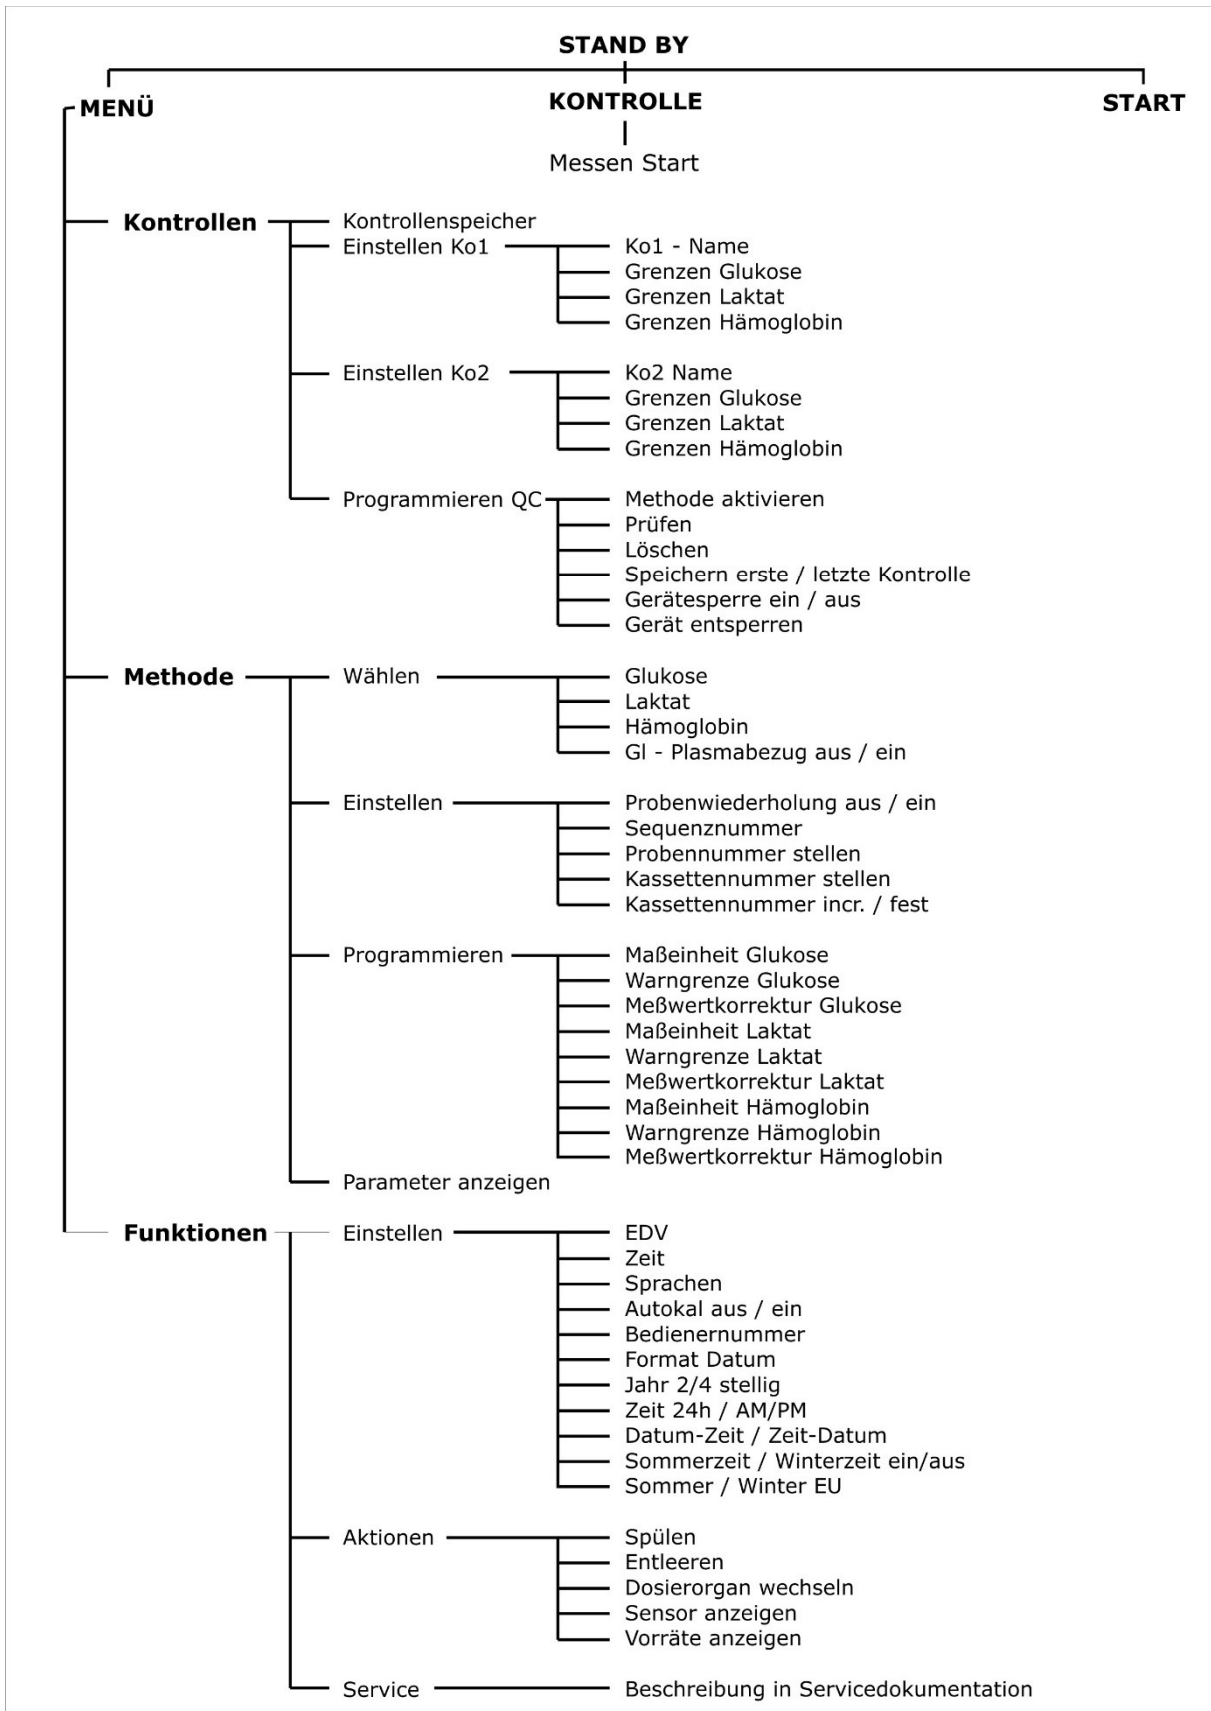 STAND BY
MENÜ KONTROLLE START
Messen Start
Kontrollen Kontrollenspeicher
Einstellen Ko1 Ko1 - Name
Grenzen Glukose
Grenzen Laktat
Grenzen Hämoglobin
Einstellen Ko2 Ko2 Name
Grenzen Glukose
Grenzen Laktat
Grenzen Hämoglobin
Programmieren QC Methode aktivieren
Prüfen
Löschen
Speichern erste / letzte Kontrolle
Gerätesperre ein / aus
Gerät entsperren
Methode Wählen Glukose
Laktat
Hämoglobin
Gl - Plasmabezug aus / ein
Einstellen Probenwiederholung aus / ein
Sequenznummer
Probennummer stellen
Kassettennummer stellen
Kassettennummer incr. / fest
Programmieren Maßeinheit Glukose
Warngrenze Glukose
Meßwertkorrektur Glukose
Maßeinheit Laktat
Warngrenze Laktat
Meßwertkorrektur Laktat
Maßeinheit Hämoglobin
Warngrenze Hämoglobin
Meßwertkorrektur Hämoglobin
Parameter anzeigen
Funktionen Einstellen EDV
Zeit
Sprachen
Autokal aus / ein
Bedienernummer
Format Datum
Jahr 2/4 stellig
Zeit 24h / AM/PM
Datum-Zeit / Zeit-Datum
Sommerzeit / Winterzeit ein/aus
Sommer / Winter EU
Aktionen Spülen
Entleeren
Dosierorgan wechseln
Sensor anzeigen
Vorräte anzeigen
Service Beschreibung in Servicedokumentation